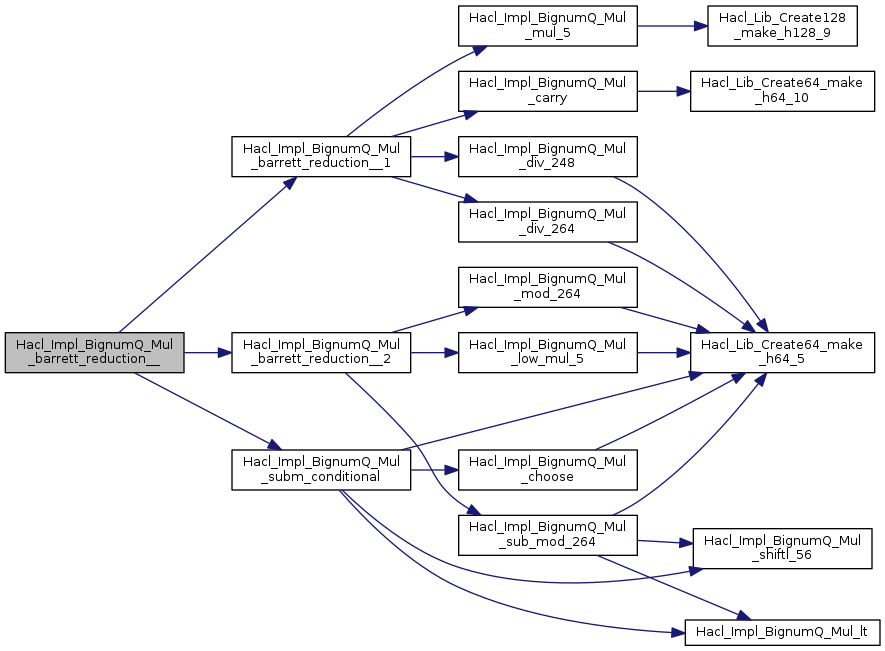 Hacl_Impl_BignumQ_Mul
_mul_5
Hacl_Lib_Create128
_make_h128_9
Hacl_Impl_BignumQ_Mul
_carry
Hacl_Lib_Create64_make
_h64_10
Hacl_Impl_BignumQ_Mul
_barrett_reduction__1
Hacl_Impl_BignumQ_Mul
_div_248
Hacl_Impl_BignumQ_Mul
_div_264
Hacl_Impl_BignumQ_Mul
_mod_264
Hacl_Impl_BignumQ_Mul
_barrett_reduction__
Hacl_Impl_BignumQ_Mul
_barrett_reduction__2
Hacl_Impl_BignumQ_Mul
_low_mul_5
Hacl_Lib_Create64_make
_h64_5
Hacl_Impl_BignumQ_Mul
_subm_conditional
Hacl_Impl_BignumQ_Mul
_choose
Hacl_Impl_BignumQ_Mul
_sub_mod_264
Hacl_Impl_BignumQ_Mul
_shiftl_56
Hacl_Impl_BignumQ_Mul_lt